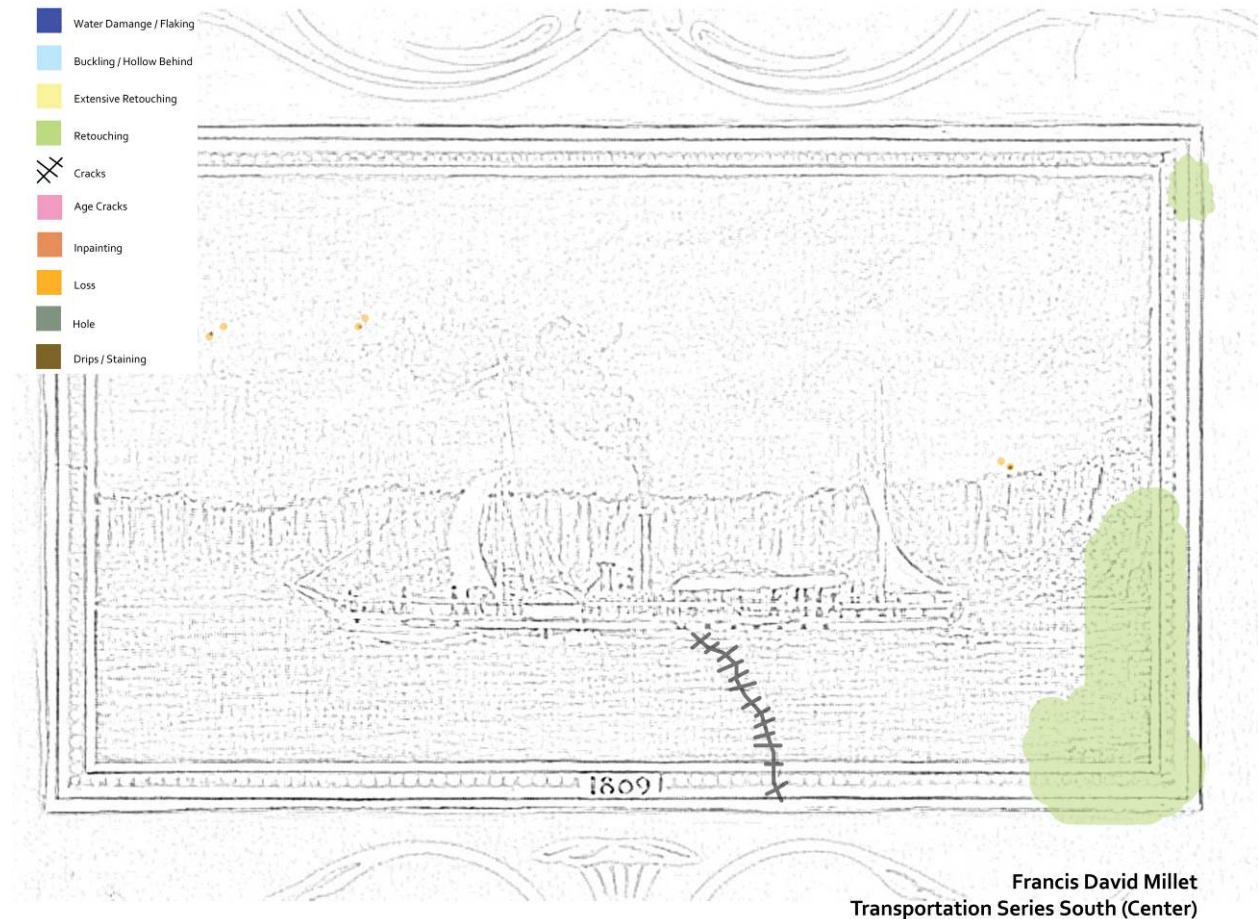 Water Damange / Flaking
Buckling / Hollow Behind
Extensive Retouching
Retouching
Cracks
Age Cracks
Inpainting
Loss
Hole
Drips / Staining
1809
Francis David Millet
Transportation Series South (Center)